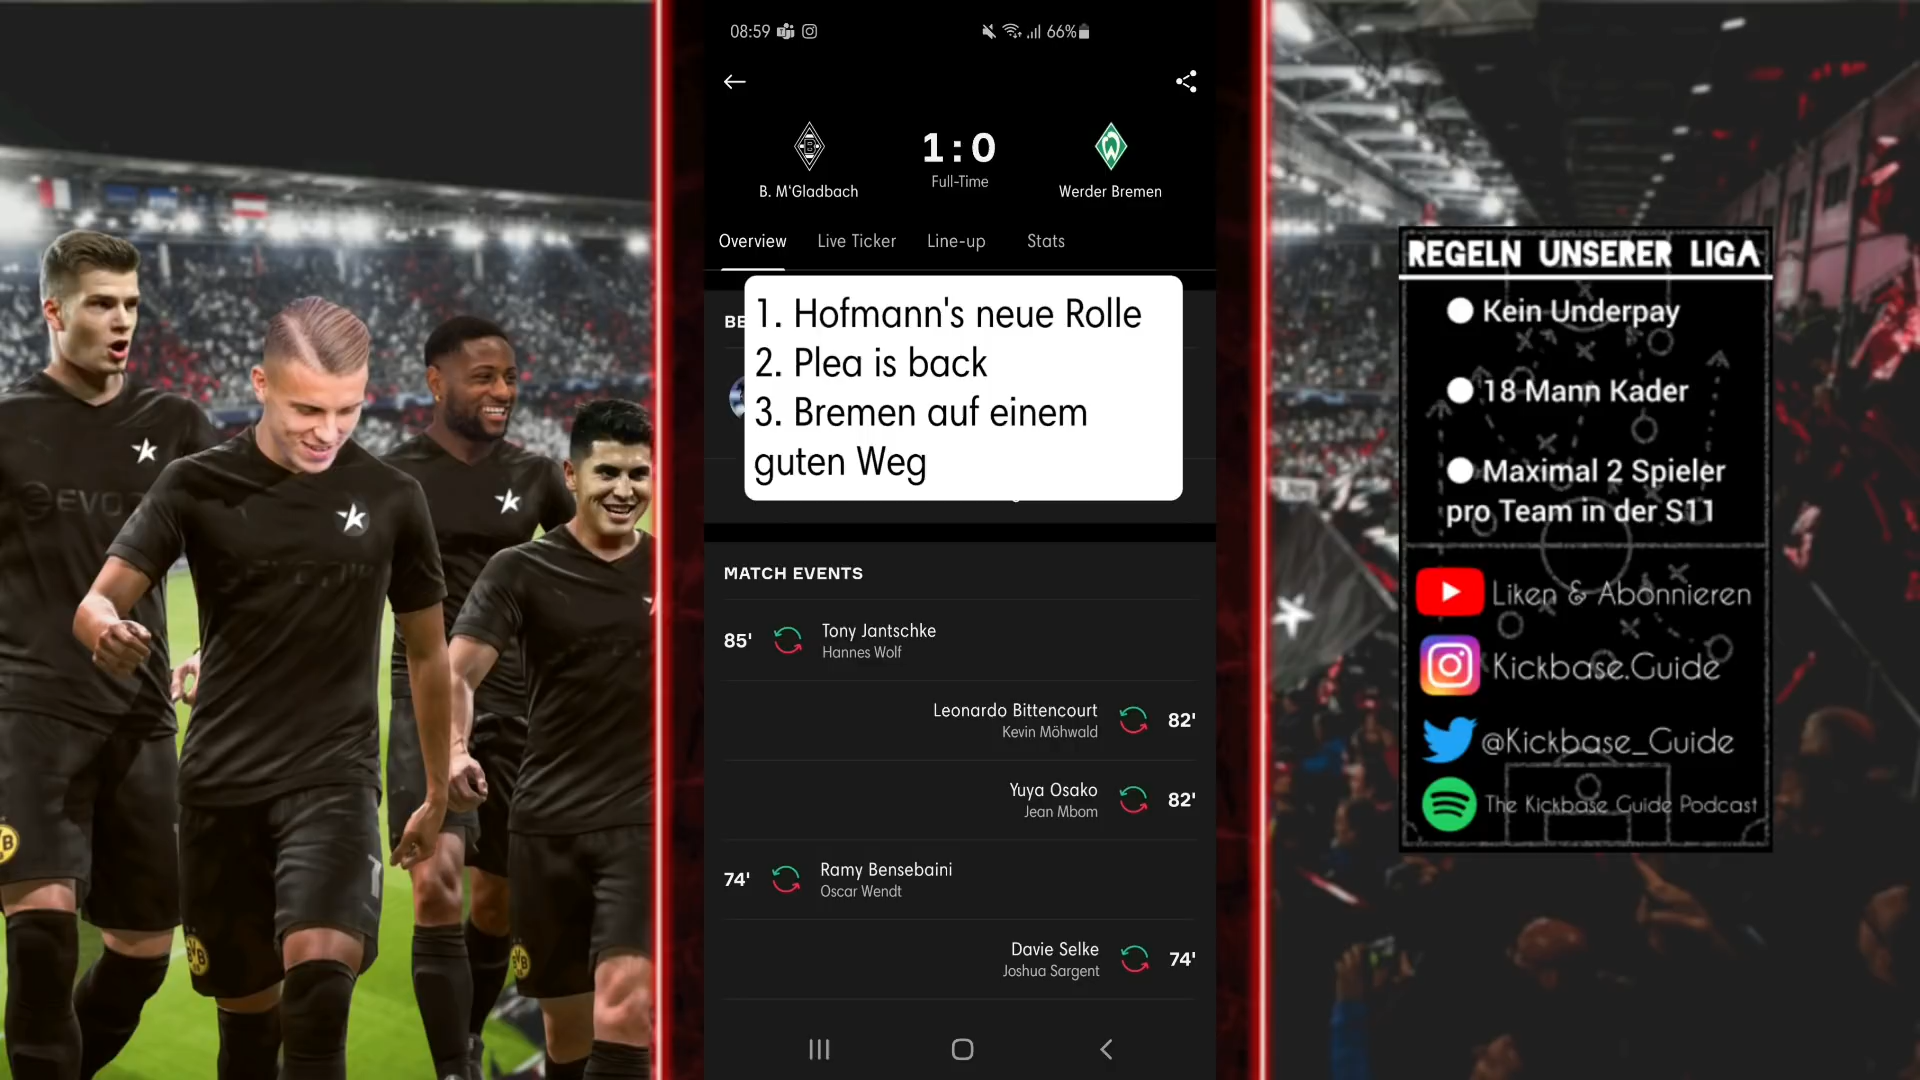 08:59
66%
1:0
Full-Time
B. M'Gladbach
Werder Bremen
Overview
Live Ticker
Line-up
Stats
BE
1. Hofmann's neue Rolle
2. Plea is back
3. Bremen auf einem
guten Weg
MATCH EVENTS
85'
Tony Jantschke
Hannes Wolf
Leonardo Bittencourt
Kevin Möhwald
82'
Yuya Osako
Jean Mbom
82'
74'
Ramy Bensebaini
Oscar Wendt
Davie Selke
Joshua Sargent
74'
REGELN UNSERER LIGA
Kein Underpay
18 Mann Kader
Maximal 2 Spieler
pro Team in der S11
Liken & Abonnieren
Kickbase.Guide
@Kickbase_Guide
The Kickbase Guide Podcast